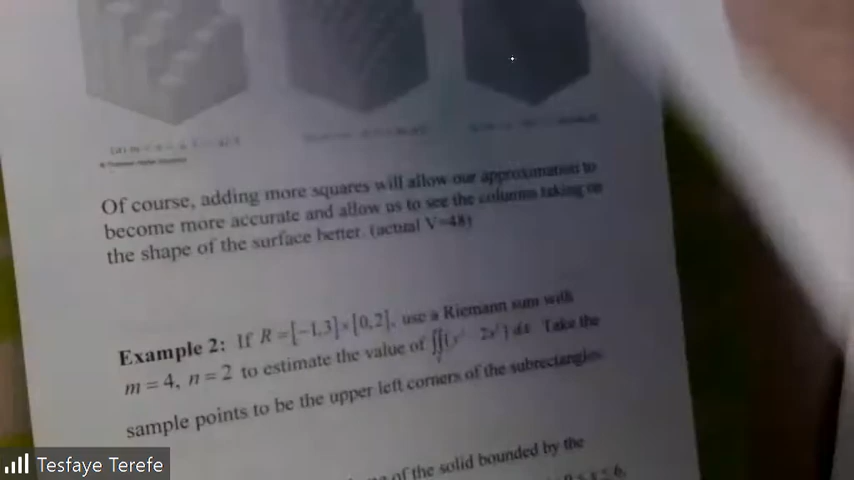 Of course, adding more squares will allow our approximation to
become more accurate and allow us to see the columns taking on
the shape of the surface better. (actual V=48)
Example 2: If R = [−1,3]×[0,2], use a Riemann sum with
m = 4, n = 2 to estimate the value of Take the
sample points to be the upper left corners of the subrectangles
of the solid bounded by the
Tesfaye Terefe